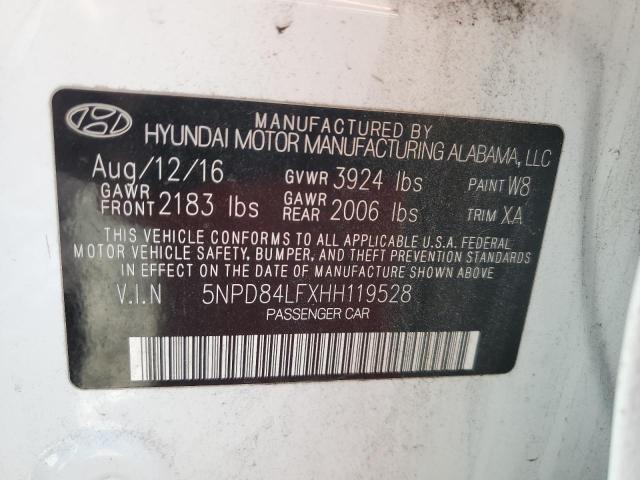 MANUFACTURED BY
HYUNDAI MOTOR MANUFACTURING ALABAMA, LLC
Aug/12/16 GVWR 3924 lbs PAINT W8
GAWR FRONT 2183 lbs GAWR REAR 2006 lbs TRIM XA
THIS VEHICLE CONFORMS TO ALL APPLICABLE U.S.A. FEDERAL
MOTOR VEHICLE SAFETY, BUMPER, AND THEFT PREVENTION STANDARDS
IN EFFECT ON THE DATE OF MANUFACTURE SHOWN ABOVE
V.I.N 5NPD84LFXHH119528
PASSENGER CAR